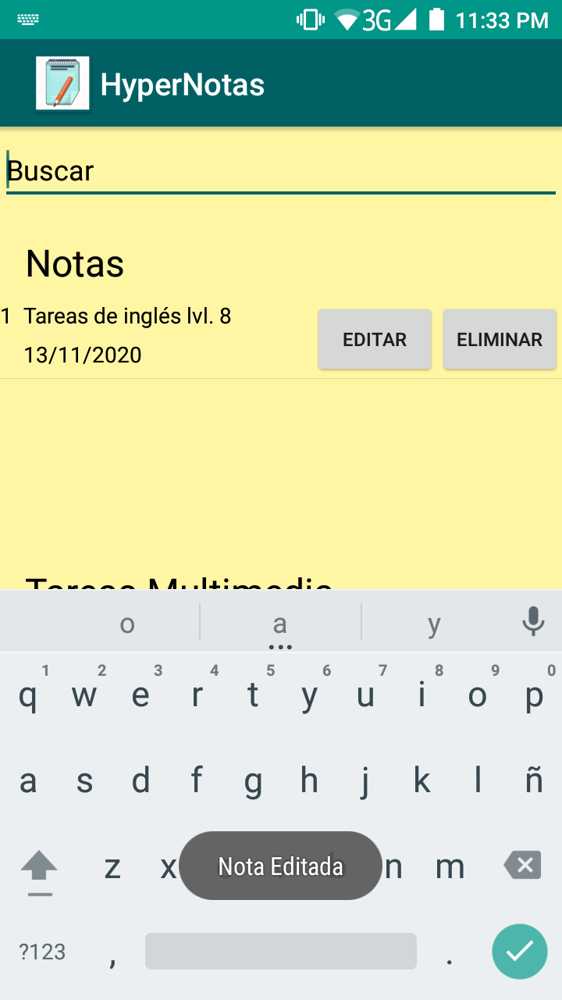 3G 11:33 PM
HyperNotas
Buscar
Notas
1 Tareas de inglés lvl. 8
13/11/2020
EDITAR ELIMINAR
Tareas Multimedia
o a y
1 2 3 4 5 6 7 8 9 0
q w e r t y u i o p
a s d f g h j k l ñ
z x n m
Nota Editada
?123 , .